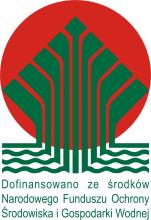 Dofinansowano ze środków
Narodowego Funduszu Ochrony
Środowiska i Gospodarki Wodnej